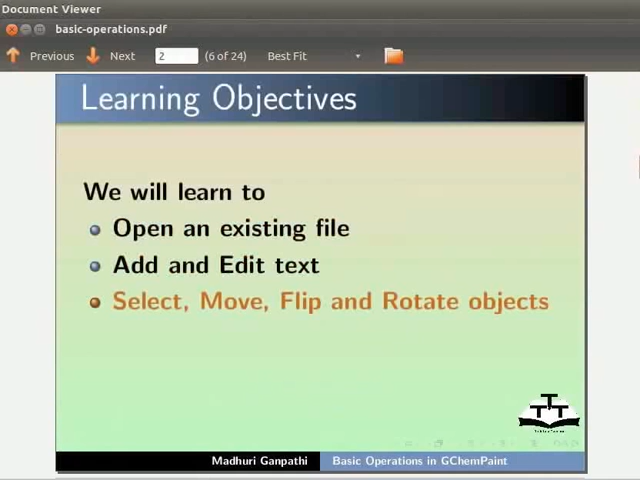 Document Viewer
basic-operations.pdf
Previous Next 2 (6 of 24) Best Fit
Learning Objectives
We will learn to
Open an existing file
Add and Edit text
Select, Move, Flip and Rotate objects
Madhuri Ganpathi Basic Operations in GChemPaint